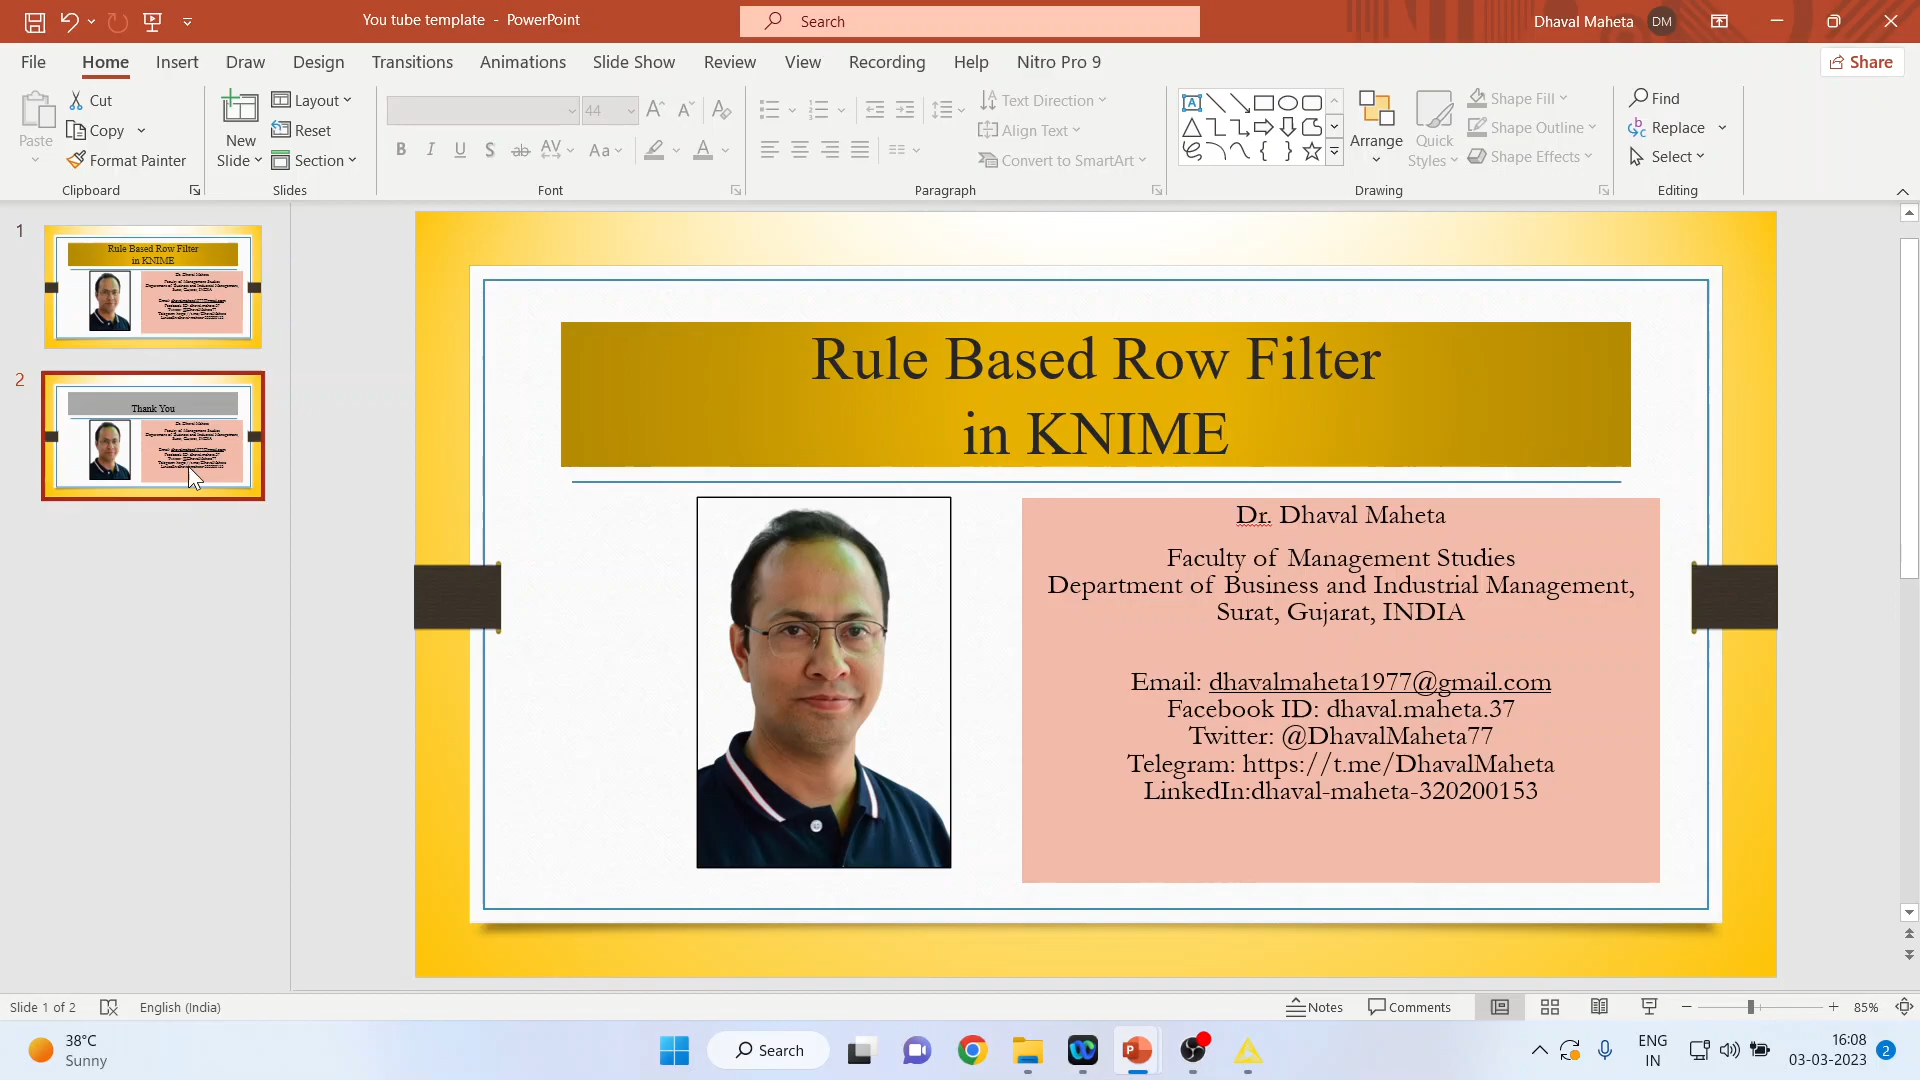 You tube template - PowerPoint
Search
Dhaval Maheta
DM
File Home Insert Draw Design Transitions Animations Slide Show Review View Recording Help Nitro Pro 9
Share
Paste
Cut
Copy
Format Painter
Clipboard
New Slide
Layout
Reset
Section
Slides
44
Font
Text Direction
Align Text
Convert to SmartArt
Paragraph
Arrange
Quick Styles
Shape Fill
Shape Outline
Shape Effects
Drawing
Find
Replace
Select
Editing
1
Rule Based Row Filter
in KNIME
2
Thank You
Rule Based Row Filter
in KNIME
Dr. Dhaval Maheta
Faculty of Management Studies
Department of Business and Industrial Management,
Surat, Gujarat, INDIA
Email: dhavalmaheta1977@gmail.com
Facebook ID: dhaval.maheta.37
Twitter: @DhavalMaheta77
Telegram: https://t.me/DhavalMaheta
LinkedIn:dhaval-maheta-320200153
Slide 1 of 2
English (India)
Notes
Comments
85%
38°C
Sunny
Search
ENG
IN
16:08
03-03-2023
2